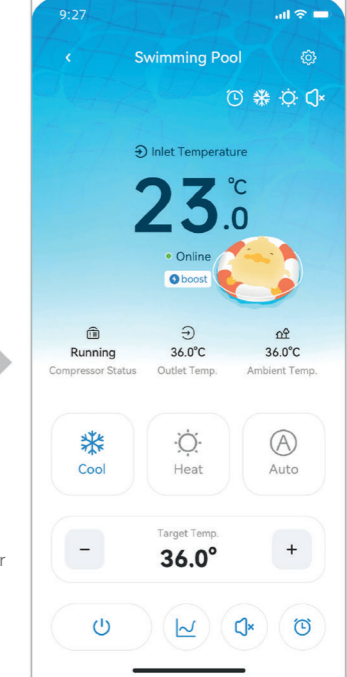 9:27
Swimming Pool
Inlet Temperature
23.0 °C
Online
boost
Running 36.0°C 36.0°C
Compressor Status Outlet Temp. Ambient Temp.
Cool Heat A Auto
Target Temp.
− 36.0° +
r